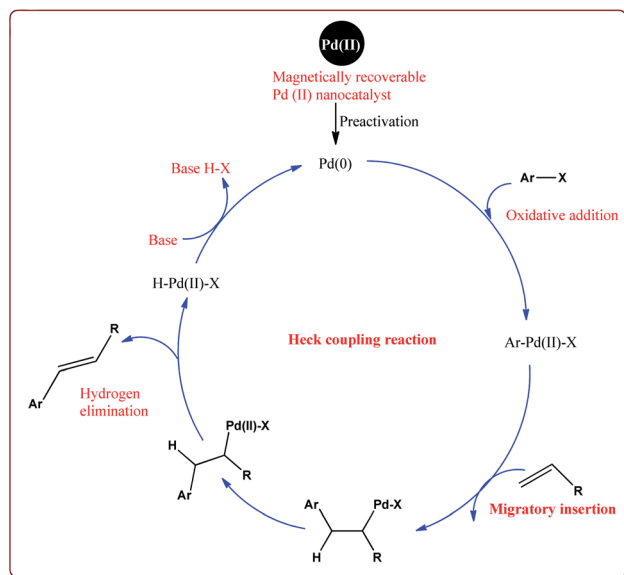 Pd(II)
Magnetically recoverable
Pd (II) nanocatalyst
Preactivation
Pd(0)
Base H-X
Ar—X
Oxidative addition
Base
H-Pd(II)-X
Heck coupling reaction
Ar-Pd(II)-X
R
Ar
Hydrogen
elimination
Pd(II)-X
H
R
Ar
R
Migratory insertion
Ar
Pd-X
H
R